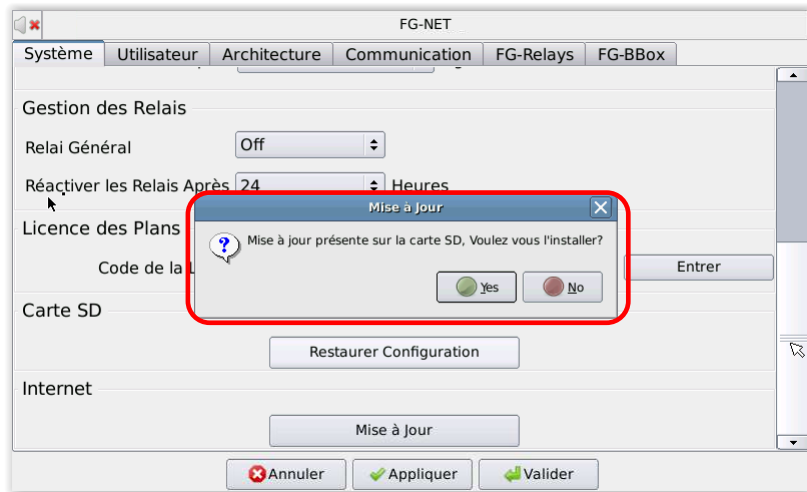 FG-NET
Système Utilisateur Architecture Communication FG-Relays FG-BBox
Gestion des Relais
Relai Général Off
Réactiver les Relais Après 24 Heures
Mise à Jour
Licence des Plans
Mise à jour présente sur la carte SD, Voulez vous l'installer?
Code de la Entrer
Yes No
Carte SD
Restaurer Configuration
Internet
Mise à Jour
Annuler Appliquer Valider